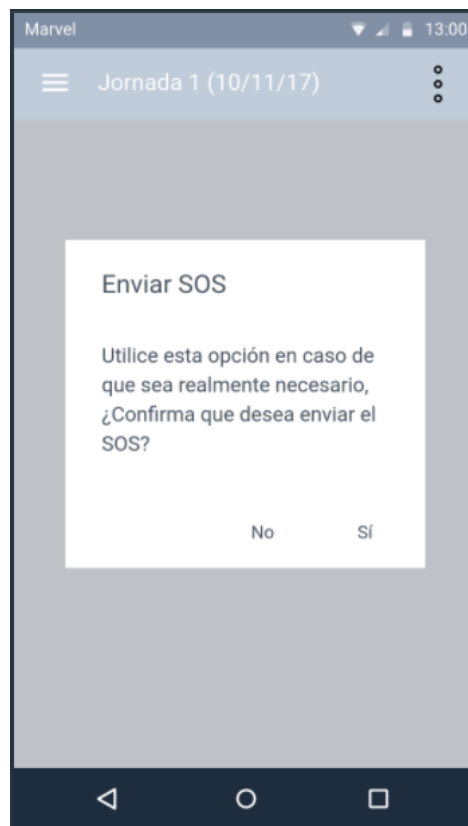 Marvel 13:00
Jornada 1 (10/11/17)
Enviar SOS
Utilice esta opción en caso de
que sea realmente necesario,
¿Confirma que desea enviar el
SOS?
No Sí